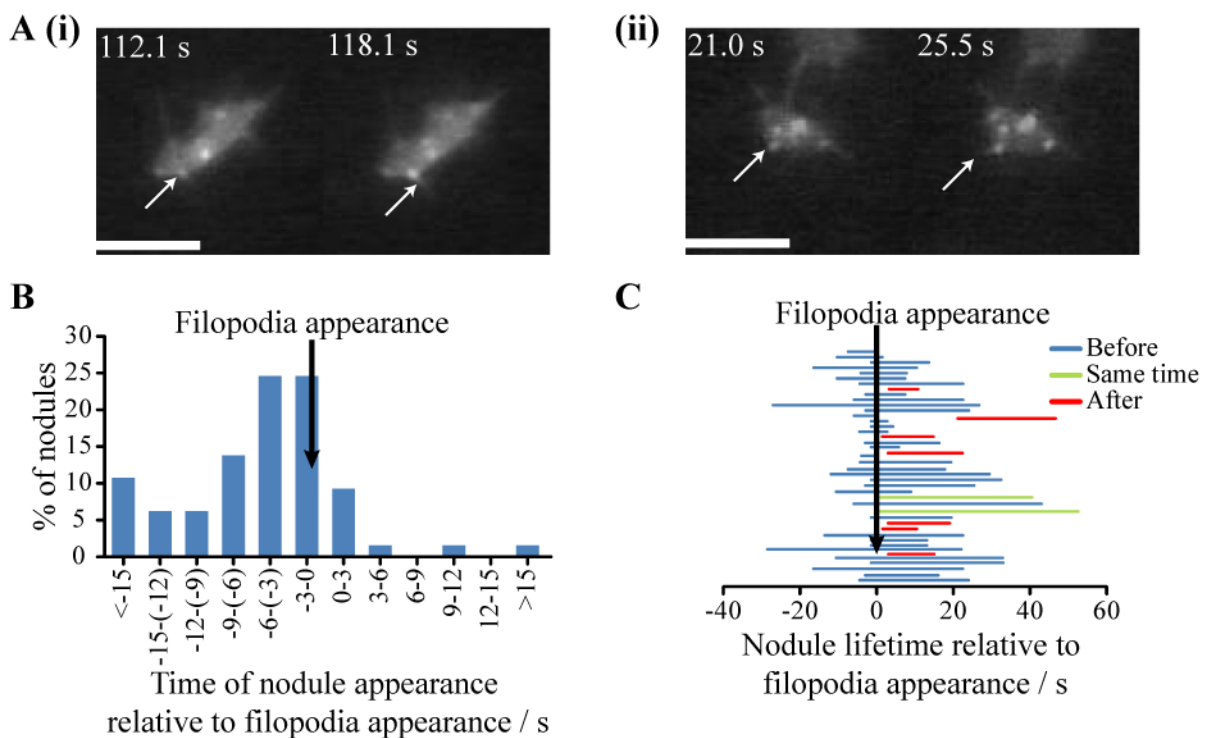 A (i)
112.1 s
118.1 s
(ii)
21.0 s
25.5 s
B
Filopodia appearance
30
25
20
15
10
5
0
% of nodules
<-15
-15-(-12)
-12-(-9)
-9-(-6)
-6-(-3)
-3-0
0-3
3-6
6-9
9-12
12-15
>15
Time of nodule appearance
relative to filopodia appearance / s
C
Filopodia appearance
Before
Same time
After
-40
-20
0
20
40
60
Nodule lifetime relative to
filopodia appearance / s